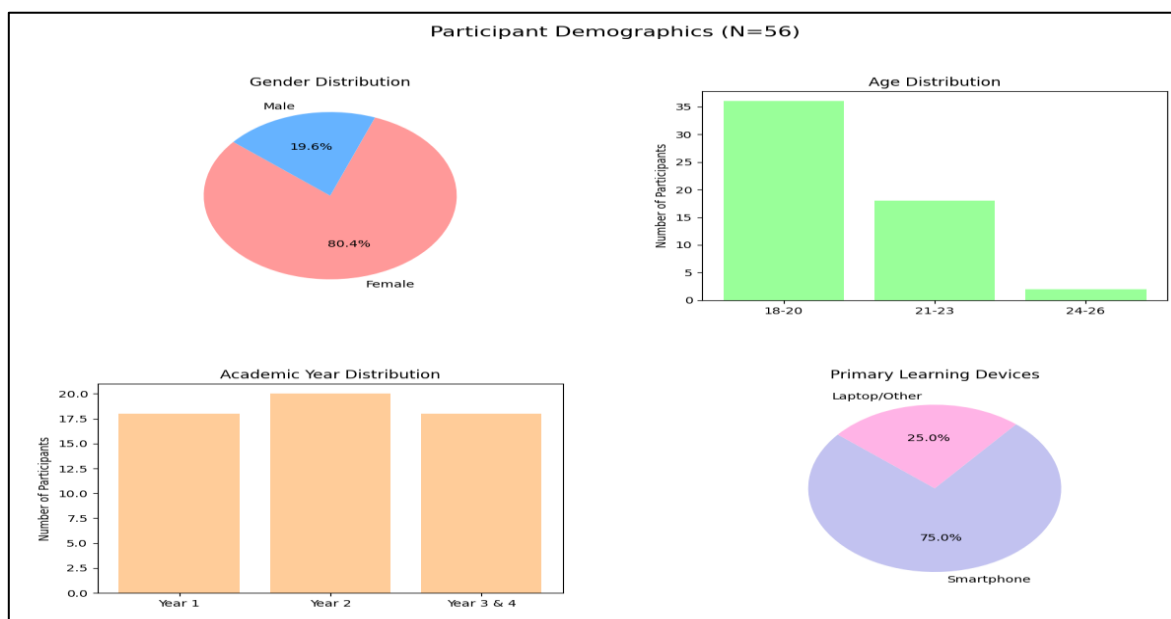 Participant Demographics (N=56)
Gender Distribution
Male
19.6%
80.4%
Female
Age Distribution
Number of Participants
35
30
25
20
15
10
5
0
18-20
21-23
24-26
Academic Year Distribution
Number of Participants
20.0
17.5
15.0
12.5
10.0
7.5
5.0
2.5
0.0
Year 1
Year 2
Year 3 & 4
Primary Learning Devices
Laptop/Other
25.0%
75.0%
Smartphone